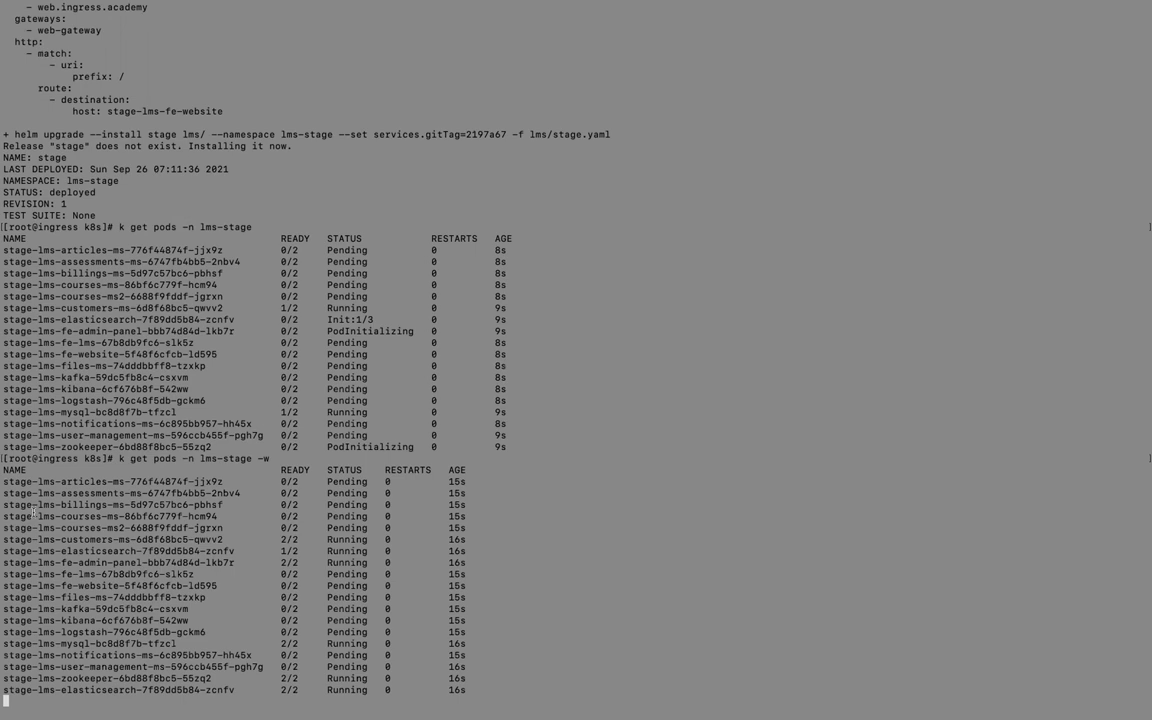 - web.ingress.academy
gateways:
- web-gateway
http:
- match:
- uri:
prefix: /
route:
- destination:
host: stage-lms-fe-website
+ helm upgrade --install stage lms/ --namespace lms-stage --set services.gitTag=2197a67 -f lms/stage.yaml
Release "stage" does not exist. Installing it now.
NAME: stage
LAST DEPLOYED: Sun Sep 26 07:11:36 2021
NAMESPACE: lms-stage
STATUS: deployed
REVISION: 1
TEST SUITE: None
[[root@ingress k8s]# k get pods -n lms-stage ]
NAME READY STATUS RESTARTS AGE
stage-lms-articles-ms-776f44874f-jjx9z 0/2 Pending 0 8s
stage-lms-assessments-ms-6747fb4bb5-2nbv4 0/2 Pending 0 8s
stage-lms-billings-ms-5d97c57bc6-pbhsf 0/2 Pending 0 8s
stage-lms-courses-ms-86bf6c779f-hcm94 0/2 Pending 0 8s
stage-lms-courses-ms2-6688f9fddf-jgrxn 0/2 Pending 0 8s
stage-lms-customers-ms-6d8f68bc5-qwvv2 1/2 Running 0 9s
stage-lms-elasticsearch-7f89dd5b84-zcnfv 0/2 Init:1/3 0 9s
stage-lms-fe-admin-panel-bbb74d84d-lkb7r 0/2 PodInitializing 0 9s
stage-lms-fe-lms-67b8db9fc6-slk5z 0/2 Pending 0 8s
stage-lms-fe-website-5f48f6cfcb-ld595 0/2 Pending 0 8s
stage-lms-files-ms-74dddbbff8-tzxkp 0/2 Pending 0 8s
stage-lms-kafka-59dc5fb8c4-csxvm 0/2 Pending 0 8s
stage-lms-kibana-6cf676b8f-542ww 0/2 Pending 0 8s
stage-lms-logstash-796c48f5db-gckm6 0/2 Pending 0 8s
stage-lms-mysql-bc8d8f7b-tfzcl 1/2 Running 0 9s
stage-lms-notifications-ms-6c895bb957-hh45x 0/2 Pending 0 8s
stage-lms-user-management-ms-596ccb455f-pgh7g 0/2 Pending 0 9s
stage-lms-zookeeper-6bd88f8bc5-55zq2 0/2 PodInitializing 0 9s
[[root@ingress k8s]# k get pods -n lms-stage -w ]
NAME READY STATUS RESTARTS AGE
stage-lms-articles-ms-776f44874f-jjx9z 0/2 Pending 0 15s
stage-lms-assessments-ms-6747fb4bb5-2nbv4 0/2 Pending 0 15s
stage-lms-billings-ms-5d97c57bc6-pbhsf 0/2 Pending 0 15s
stage-lms-courses-ms-86bf6c779f-hcm94 0/2 Pending 0 15s
stage-lms-courses-ms2-6688f9fddf-jgrxn 0/2 Pending 0 15s
stage-lms-customers-ms-6d8f68bc5-qwvv2 2/2 Running 0 16s
stage-lms-elasticsearch-7f89dd5b84-zcnfv 1/2 Running 0 16s
stage-lms-fe-admin-panel-bbb74d84d-lkb7r 2/2 Running 0 16s
stage-lms-fe-lms-67b8db9fc6-slk5z 0/2 Pending 0 15s
stage-lms-fe-website-5f48f6cfcb-ld595 0/2 Pending 0 15s
stage-lms-files-ms-74dddbbff8-tzxkp 0/2 Pending 0 15s
stage-lms-kafka-59dc5fb8c4-csxvm 0/2 Pending 0 15s
stage-lms-kibana-6cf676b8f-542ww 0/2 Pending 0 15s
stage-lms-logstash-796c48f5db-gckm6 0/2 Pending 0 15s
stage-lms-mysql-bc8d8f7b-tfzcl 2/2 Running 0 16s
stage-lms-notifications-ms-6c895bb957-hh45x 0/2 Pending 0 15s
stage-lms-user-management-ms-596ccb455f-pgh7g 0/2 Pending 0 16s
stage-lms-zookeeper-6bd88f8bc5-55zq2 2/2 Running 0 16s
stage-lms-elasticsearch-7f89dd5b84-zcnfv 2/2 Running 0 16s